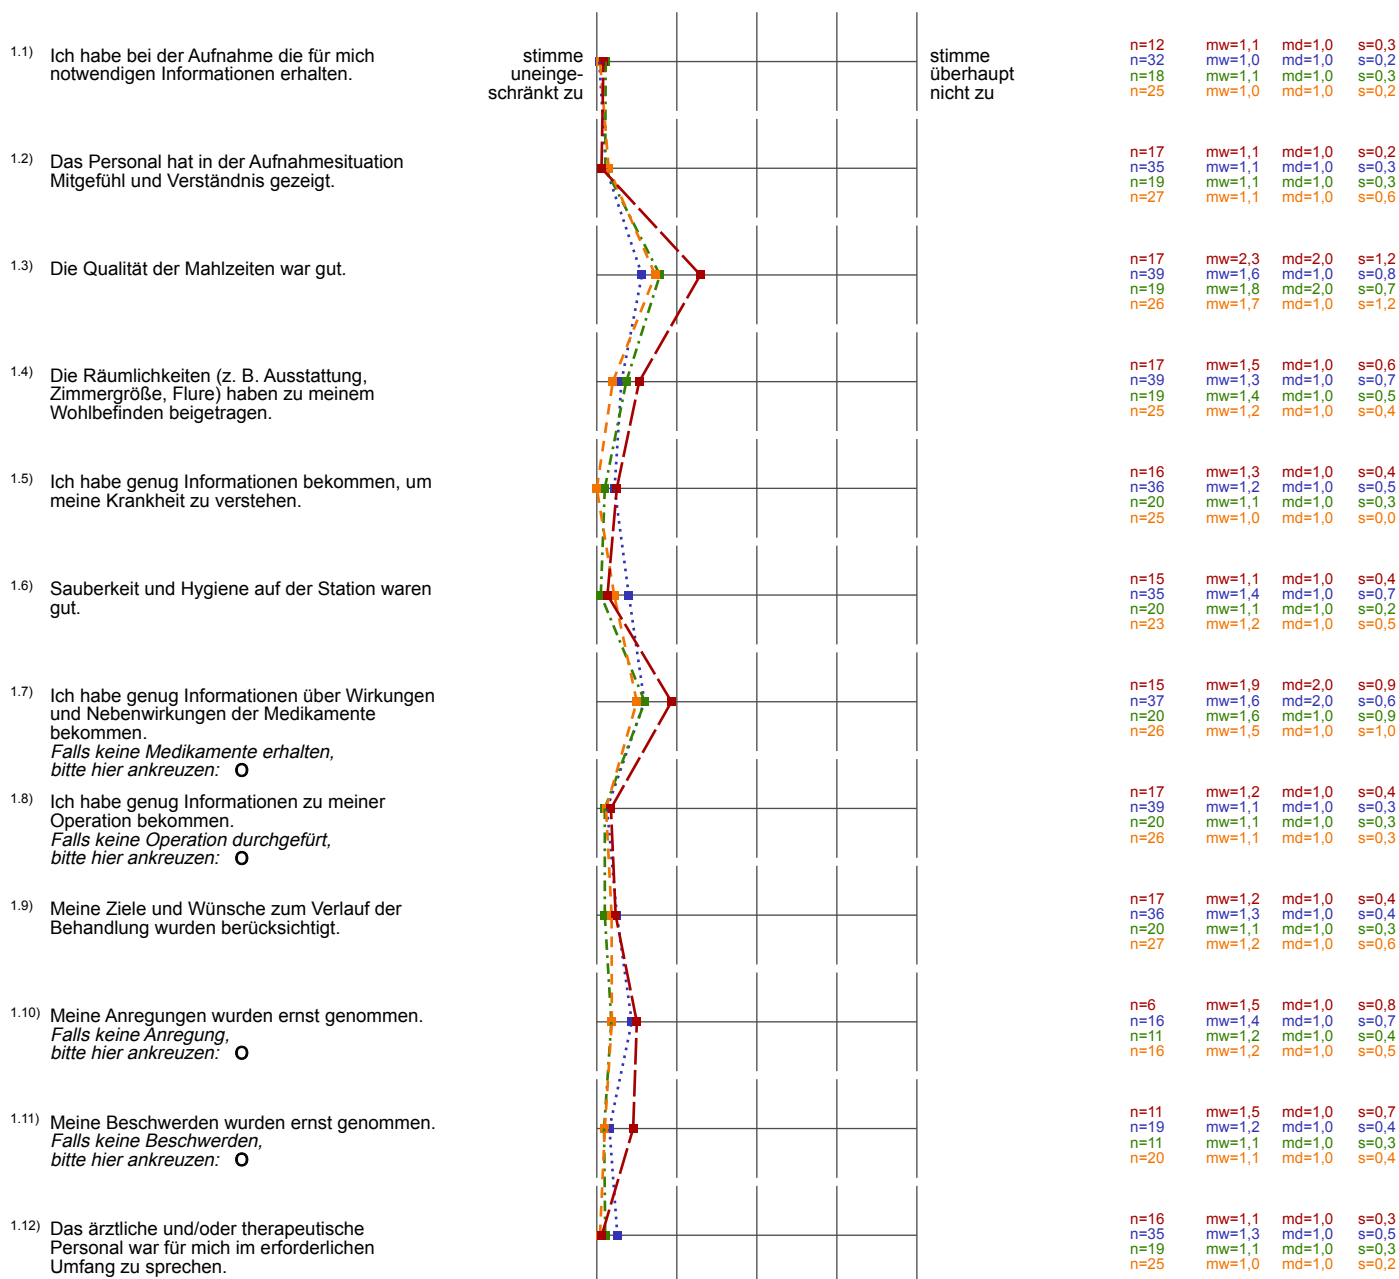 1.1) Ich habe bei der Aufnahme die für mich
notwendigen Informationen erhalten.
stimme
uneinge-
schränkt zu
stimme
überhaupt
nicht zu
n=12 mw=1,1 md=1,0 s=0,3
n=32 mw=1,0 md=1,0 s=0,2
n=18 mw=1,1 md=1,0 s=0,3
n=25 mw=1,0 md=1,0 s=0,2
1.2) Das Personal hat in der Aufnahmesituation
Mitgefühl und Verständnis gezeigt.
n=17 mw=1,1 md=1,0 s=0,2
n=35 mw=1,1 md=1,0 s=0,3
n=19 mw=1,1 md=1,0 s=0,3
n=27 mw=1,1 md=1,0 s=0,6
1.3) Die Qualität der Mahlzeiten war gut.
n=17 mw=2,3 md=2,0 s=1,2
n=39 mw=1,6 md=1,0 s=0,8
n=19 mw=1,8 md=2,0 s=0,7
n=26 mw=1,7 md=1,0 s=1,2
1.4) Die Räumlichkeiten (z. B. Ausstattung,
Zimmergröße, Flure) haben zu meinem
Wohlbefinden beigetragen.
n=17 mw=1,5 md=1,0 s=0,6
n=39 mw=1,3 md=1,0 s=0,7
n=19 mw=1,4 md=1,0 s=0,5
n=25 mw=1,2 md=1,0 s=0,4
1.5) Ich habe genug Informationen bekommen, um
meine Krankheit zu verstehen.
n=16 mw=1,3 md=1,0 s=0,4
n=36 mw=1,2 md=1,0 s=0,5
n=20 mw=1,1 md=1,0 s=0,3
n=25 mw=1,0 md=1,0 s=0,0
1.6) Sauberkeit und Hygiene auf der Station waren
gut.
n=15 mw=1,1 md=1,0 s=0,4
n=35 mw=1,4 md=1,0 s=0,7
n=20 mw=1,1 md=1,0 s=0,2
n=23 mw=1,2 md=1,0 s=0,5
1.7) Ich habe genug Informationen über Wirkungen
und Nebenwirkungen der Medikamente
bekommen.
Falls keine Medikamente erhalten,
bitte hier ankreuzen: O
n=15 mw=1,9 md=2,0 s=0,9
n=37 mw=1,6 md=2,0 s=0,6
n=20 mw=1,6 md=1,0 s=0,9
n=26 mw=1,5 md=1,0 s=1,0
1.8) Ich habe genug Informationen zu meiner
Operation bekommen.
Falls keine Operation durchgefürt,
bitte hier ankreuzen: O
n=17 mw=1,2 md=1,0 s=0,4
n=39 mw=1,1 md=1,0 s=0,3
n=20 mw=1,1 md=1,0 s=0,3
n=26 mw=1,1 md=1,0 s=0,3
1.9) Meine Ziele und Wünsche zum Verlauf der
Behandlung wurden berücksichtigt.
n=17 mw=1,2 md=1,0 s=0,4
n=36 mw=1,3 md=1,0 s=0,4
n=20 mw=1,1 md=1,0 s=0,3
n=27 mw=1,2 md=1,0 s=0,6
1.10) Meine Anregungen wurden ernst genommen.
Falls keine Anregung,
bitte hier ankreuzen: O
n=6 mw=1,5 md=1,0 s=0,8
n=16 mw=1,4 md=1,0 s=0,7
n=11 mw=1,2 md=1,0 s=0,4
n=16 mw=1,2 md=1,0 s=0,5
1.11) Meine Beschwerden wurden ernst genommen.
Falls keine Beschwerden,
bitte hier ankreuzen: O
n=11 mw=1,5 md=1,0 s=0,7
n=19 mw=1,2 md=1,0 s=0,4
n=11 mw=1,1 md=1,0 s=0,3
n=20 mw=1,1 md=1,0 s=0,4
1.12) Das ärztliche und/oder therapeutische
Personal war für mich im erforderlichen
Umfang zu sprechen.
n=16 mw=1,1 md=1,0 s=0,3
n=35 mw=1,3 md=1,0 s=0,5
n=19 mw=1,1 md=1,0 s=0,3
n=25 mw=1,0 md=1,0 s=0,2